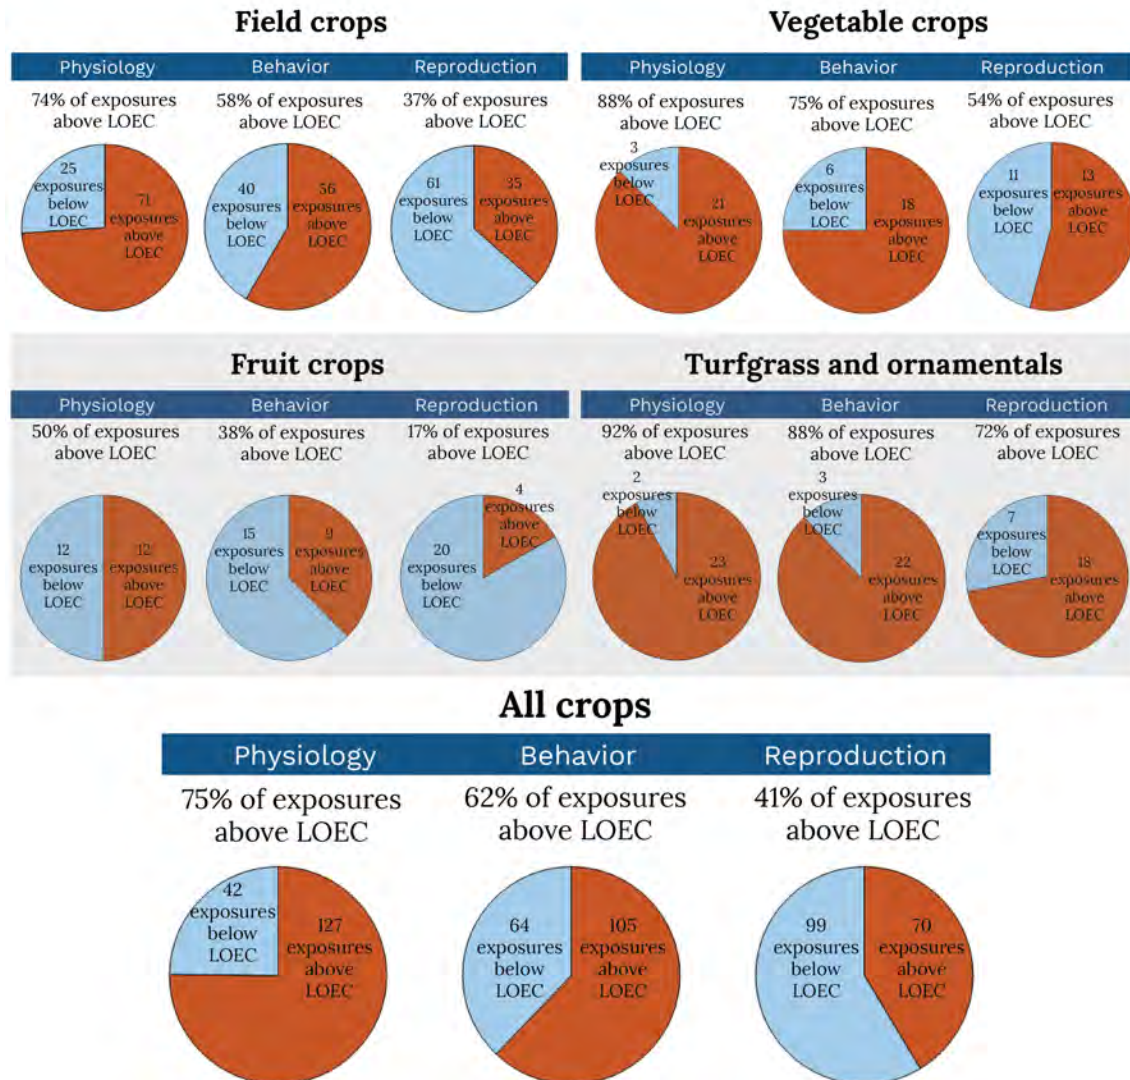 Field crops
Physiology
Behavior
Reproduction
74% of exposures
above LOEC
58% of exposures
above LOEC
37% of exposures
above LOEC
25
exposures
below
LOEC
71
exposures
above
LOEC
40
exposures
below
LOEC
56
exposures
above
LOEC
61
exposures
below
LOEC
35
exposures
above
LOEC
Vegetable crops
Physiology
Behavior
Reproduction
88% of exposures
above LOEC
75% of exposures
above LOEC
54% of exposures
above LOEC
3
exposures
below
LOEC
21
exposures
above
LOEC
6
exposures
below
LOEC
18
exposures
above
LOEC
11
exposures
below
LOEC
13
exposures
above
LOEC
Fruit crops
Physiology
Behavior
Reproduction
50% of exposures
above LOEC
38% of exposures
above LOEC
17% of exposures
above LOEC
12
exposures
below
LOEC
12
exposures
above
LOEC
15
exposures
below
LOEC
9
exposures
above
LOEC
20
exposures
below
LOEC
4
exposures
above
LOEC
Turfgrass and ornamentals
Physiology
Behavior
Reproduction
92% of exposures
above LOEC
88% of exposures
above LOEC
72% of exposures
above LOEC
2
exposures
below
LOEC
23
exposures
above
LOEC
3
exposures
below
LOEC
22
exposures
above
LOEC
7
exposures
below
LOEC
18
exposures
above
LOEC
All crops
Physiology
Behavior
Reproduction
75% of exposures
above LOEC
62% of exposures
above LOEC
41% of exposures
above LOEC
42
exposures
below
LOEC
127
exposures
above
LOEC
64
exposures
below
LOEC
105
exposures
above
LOEC
99
exposures
below
LOEC
70
exposures
above
LOEC